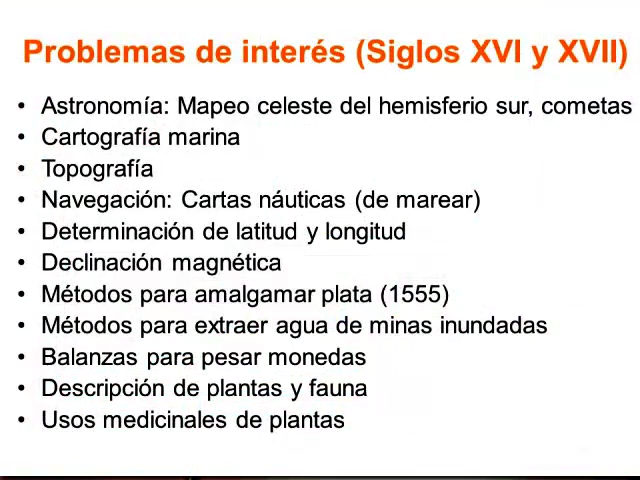 Problemas de interés (Siglos XVI y XVII)
• Astronomía: Mapeo celeste del hemisferio sur, cometas
• Cartografía marina
• Topografía
• Navegación: Cartas náuticas (de marear)
• Determinación de latitud y longitud
• Declinación magnética
• Métodos para amalgamar plata (1555)
• Métodos para extraer agua de minas inundadas
• Balanzas para pesar monedas
• Descripción de plantas y fauna
• Usos medicinales de plantas